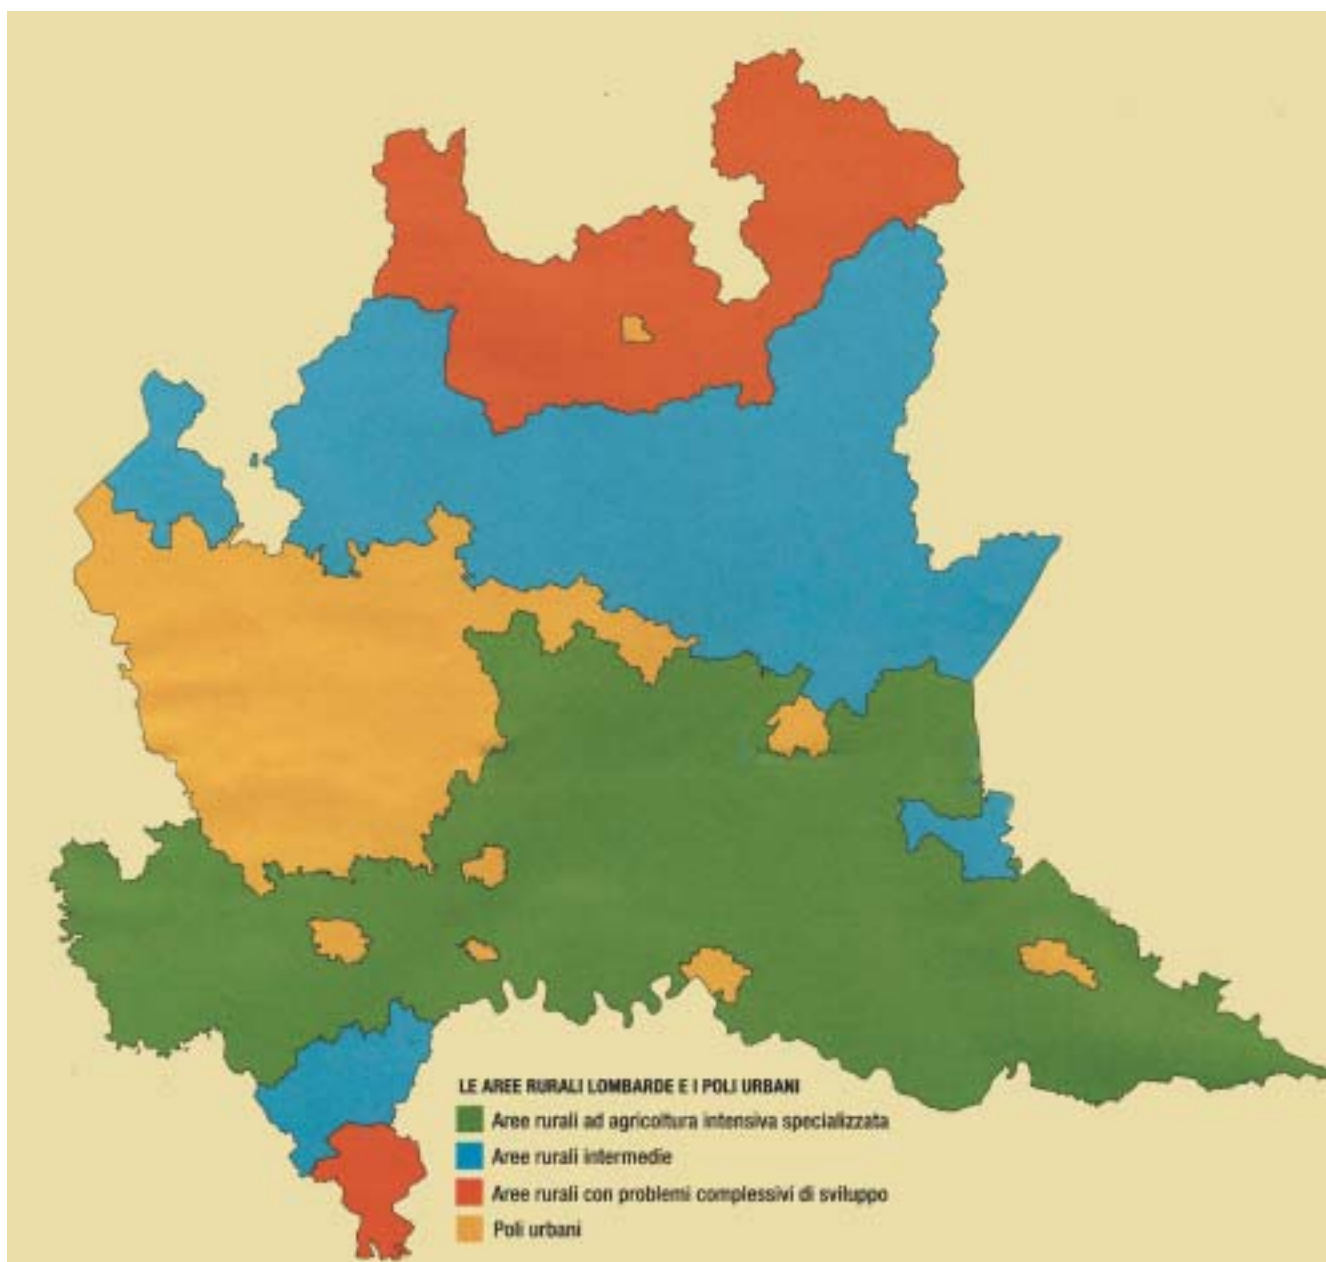 LE AREE RURALI LOMBARDE E I POLI URBANI
Aree rurali ad agricoltura intensiva specializzata
Aree rurali intermedie
Aree rurali con problemi complessivi di sviluppo
Poli urbani